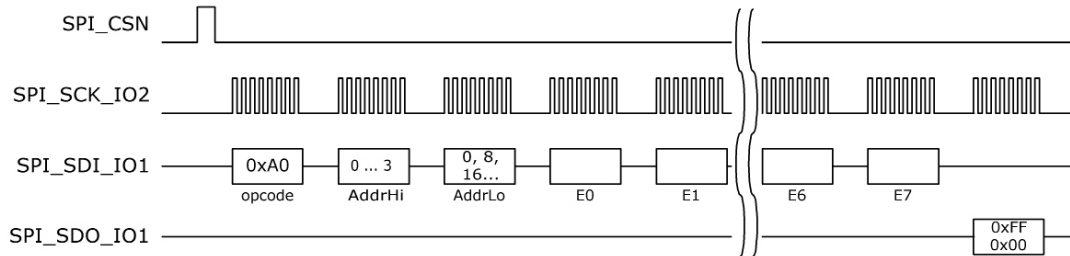 SPI_CSN
SPI_SCK_IO2
SPI_SDI_IO1
0xA0
opcode
0 ... 3
AddrHi
0, 8,
16...
AddrLo
E0
E1
E6
E7
SPI_SDO_IO1
0xFF
0x00